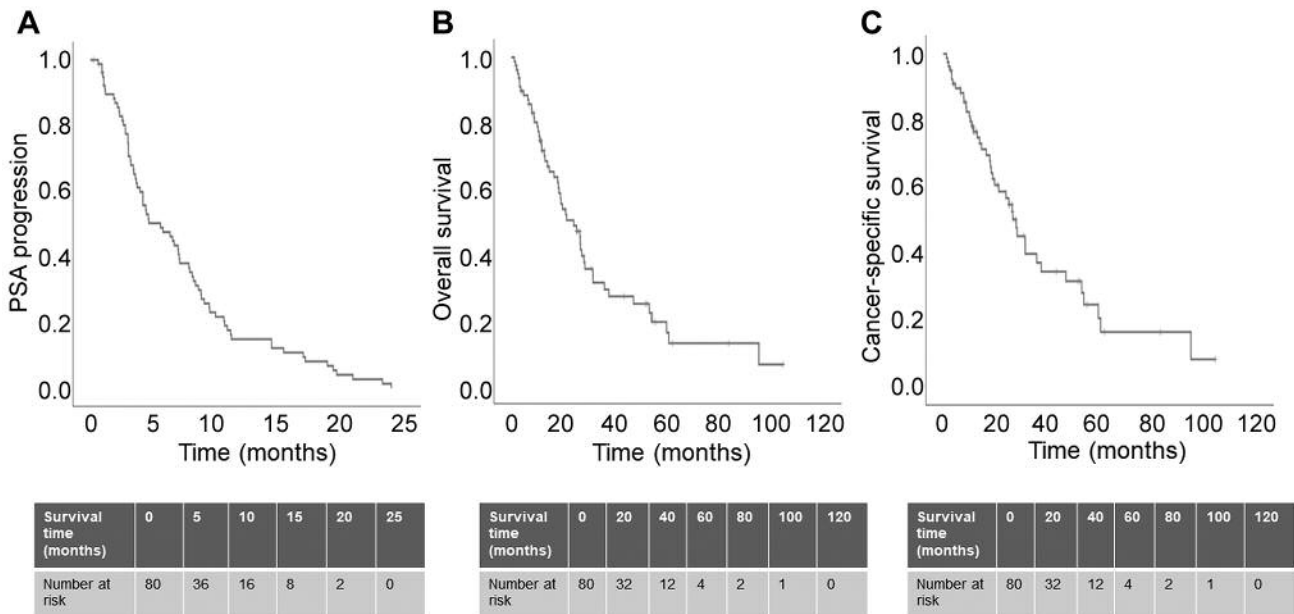 A
PSA progression
1.0
0.8
0.6
0.4
0.2
0.0
0 5 10 15 20 25
Time (months)
B
Overall survival
1.0
0.8
0.6
0.4
0.2
0.0
0 20 40 60 80 100 120
Time (months)
C
Cancer-specific survival
1.0
0.8
0.6
0.4
0.2
0.0
0 20 40 60 80 100 120
Time (months)
Survival time (months) 0 5 10 15 20 25
Number at risk 80 36 16 8 2 0
Survival time (months) 0 20 40 60 80 100 120
Number at risk 80 32 12 4 2 1 0
Survival time (months) 0 20 40 60 80 100 120
Number at risk 80 32 12 4 2 1 0